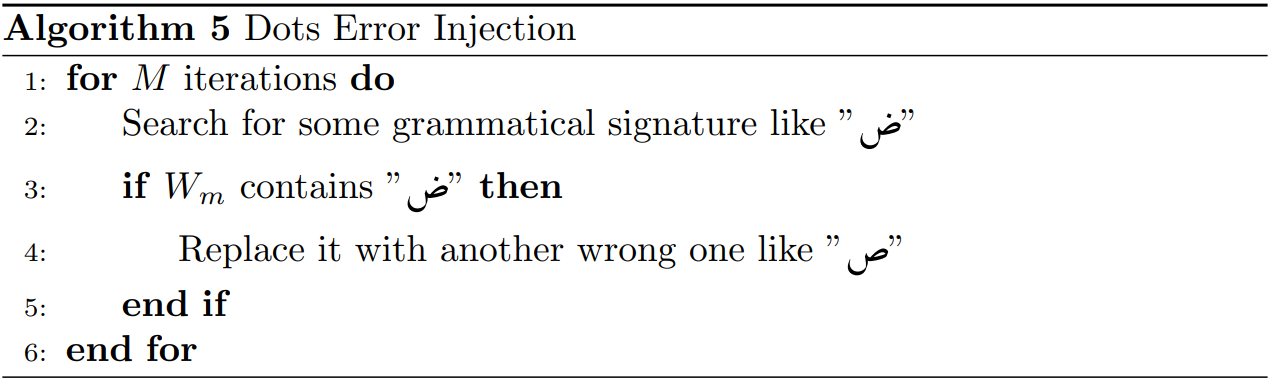 Algorithm 5 Dots Error Injection
1: for M iterations do
2: Search for some grammatical signature like ”ض”
3: if Wm contains ”ض” then
4: Replace it with another wrong one like ”ص”
5: end if
6: end for